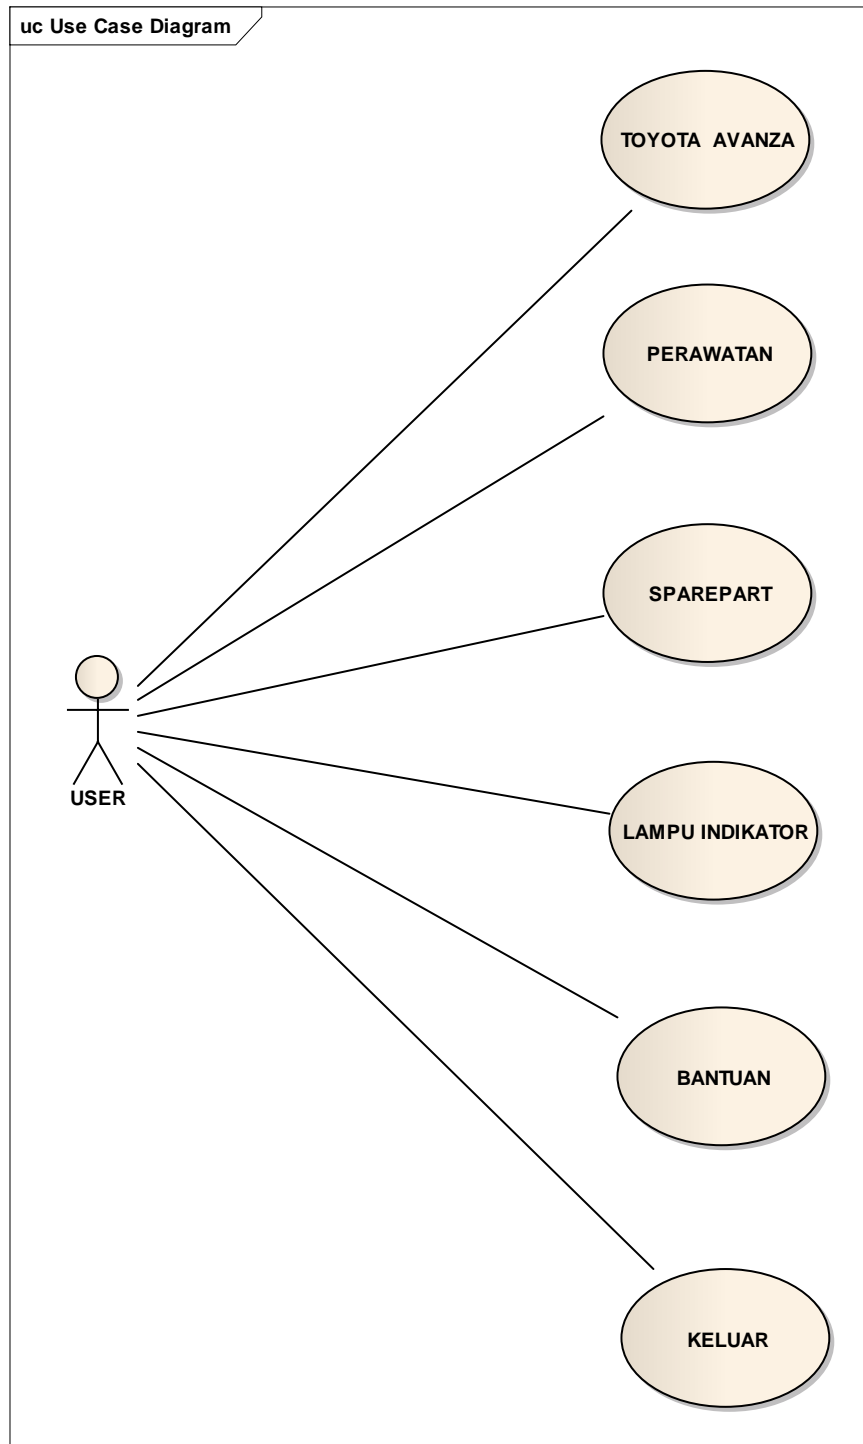 uc Use Case Diagram
TOYOTA AVANZA
PERAWATAN
SPAREPART
USER
LAMPU INDIKATOR
BANTUAN
KELUAR